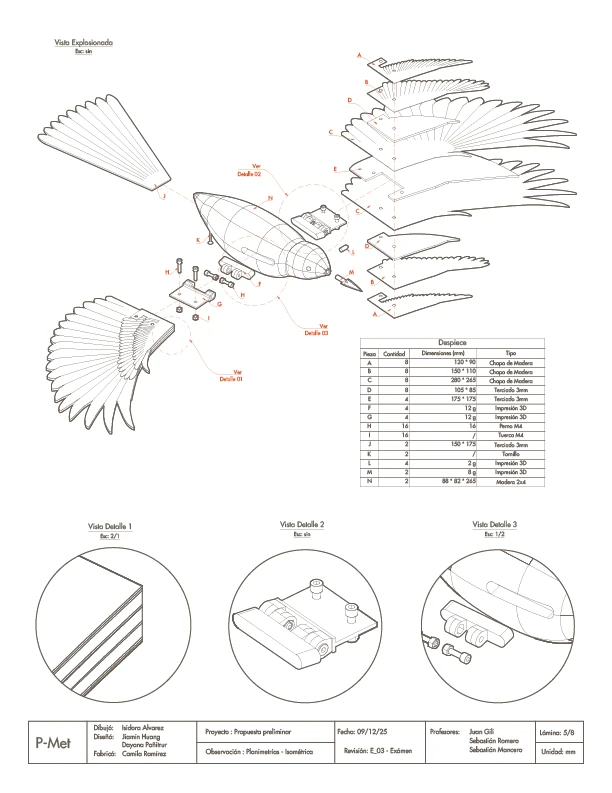 Vista Explosionada
Esc: sin
A
B
D
C
E
Ver
Detalle 02
N
C
J
K
L
D
H
M
B
F
H
G
A
I
Ver
Detalle 03
Ver
Detalle 01
Despiece
Pieza Cantidad Dimensiones (mm) Tipo
A 8 120 * 90 Chapa de Madera
B 8 150 * 110 Chapa de Madera
C 8 280 * 265 Chapa de Madera
D 8 105 * 85 Terciado 3mm
E 4 175 * 175 Terciado 3mm
F 4 12 g Impresión 3D
G 4 12 g Impresión 3D
H 16 16 Perno M4
I 16 / Tuerca M4
J 2 150 * 175 Terciado 3mm
K 2 / Tornillo
L 4 2 g Impresión 3D
M 2 8 g Impresión 3D
N 2 88 * 82 * 265 Madera 2x4
Vista Detalle 1
Esc: 2/1
Vista Detalle 2
Esc: sin
Vista Detalle 3
Esc: 1/2
P-Met
Dibujó: Isidora Alvarez
Diseñó: Jiamin Huang
Dayana Pañitrur
Fabricó: Camila Ramírez
Proyecto : Propuesta preliminar
Observación : Planimetrías - Isométrica
Fecha: 09/12/25
Revisión: E_03 - Exámen
Profesores: Juan Gili
Sebastián Romero
Sebastián Mancera
Lámina: 5/8
Unidad: mm